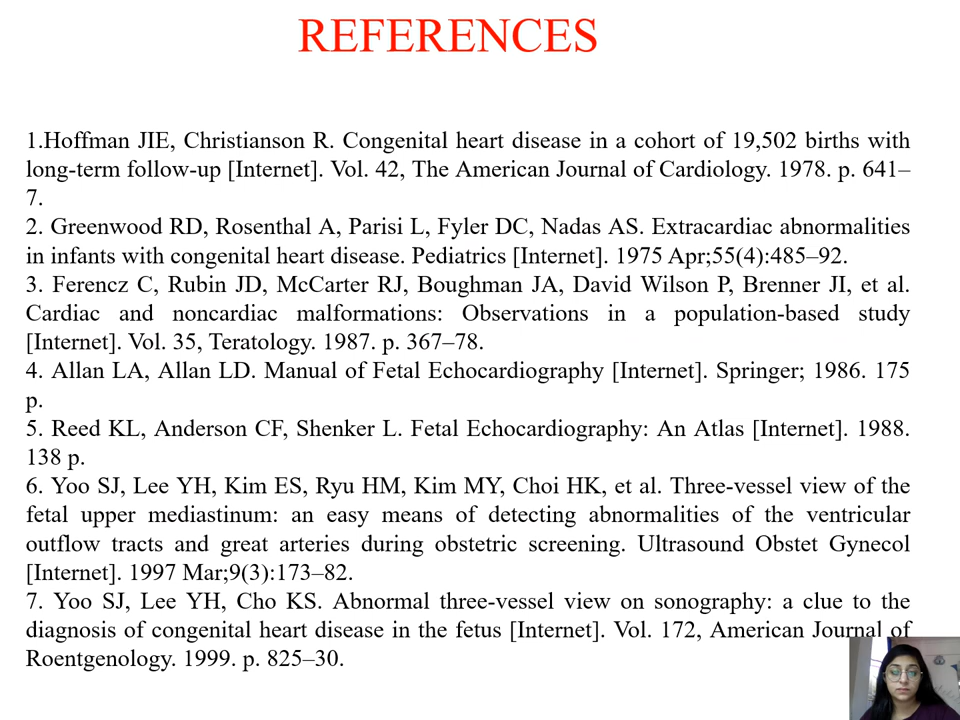 REFERENCES
1.Hoffman JIE, Christianson R. Congenital heart disease in a cohort of 19,502 births with
long-term follow-up [Internet]. Vol. 42, The American Journal of Cardiology. 1978. p. 641–
7.
2. Greenwood RD, Rosenthal A, Parisi L, Fyler DC, Nadas AS. Extracardiac abnormalities
in infants with congenital heart disease. Pediatrics [Internet]. 1975 Apr;55(4):485–92.
3. Ferencz C, Rubin JD, McCarter RJ, Boughman JA, David Wilson P, Brenner JI, et al.
Cardiac and noncardiac malformations: Observations in a population-based study
[Internet]. Vol. 35, Teratology. 1987. p. 367–78.
4. Allan LA, Allan LD. Manual of Fetal Echocardiography [Internet]. Springer; 1986. 175
p.
5. Reed KL, Anderson CF, Shenker L. Fetal Echocardiography: An Atlas [Internet]. 1988.
138 p.
6. Yoo SJ, Lee YH, Kim ES, Ryu HM, Kim MY, Choi HK, et al. Three-vessel view of the
fetal upper mediastinum: an easy means of detecting abnormalities of the ventricular
outflow tracts and great arteries during obstetric screening. Ultrasound Obstet Gynecol
[Internet]. 1997 Mar;9(3):173–82.
7. Yoo SJ, Lee YH, Cho KS. Abnormal three-vessel view on sonography: a clue to the
diagnosis of congenital heart disease in the fetus [Internet]. Vol. 172, American Journal of
Roentgenology. 1999. p. 825–30.